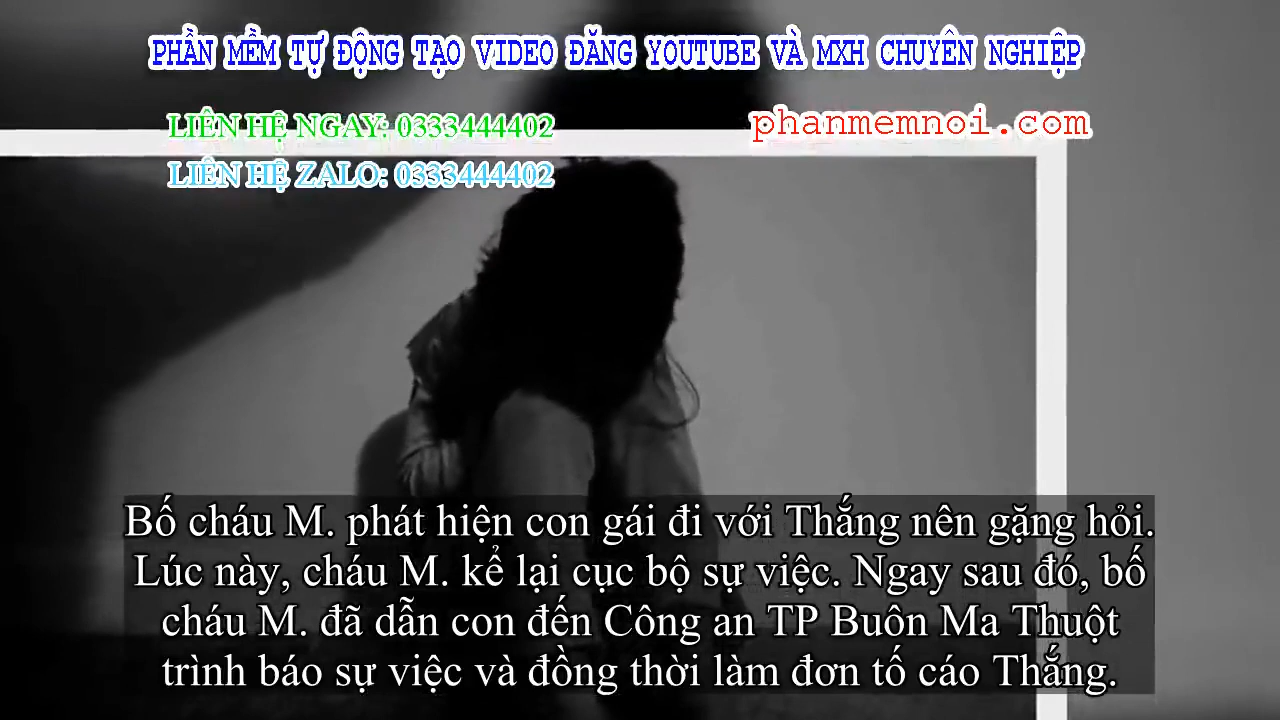 PHẦN MỀM TỰ ĐỘNG TẠO VIDEO ĐĂNG YOUTUBE VÀ MXH CHUYÊN NGHIỆP
LIÊN HỆ NGAY: 0333444402
phanmemnoi.com
LIÊN HỆ ZALO: 0333444402
Bố cháu M. phát hiện con gái đi với Thắng nên gặng hỏi.
Lúc này, cháu M. kể lại cục bộ sự việc. Ngay sau đó, bố
cháu M. đã dẫn con đến Công an TP Buôn Ma Thuột
trình báo sự việc và đồng thời làm đơn tố cáo Thắng.